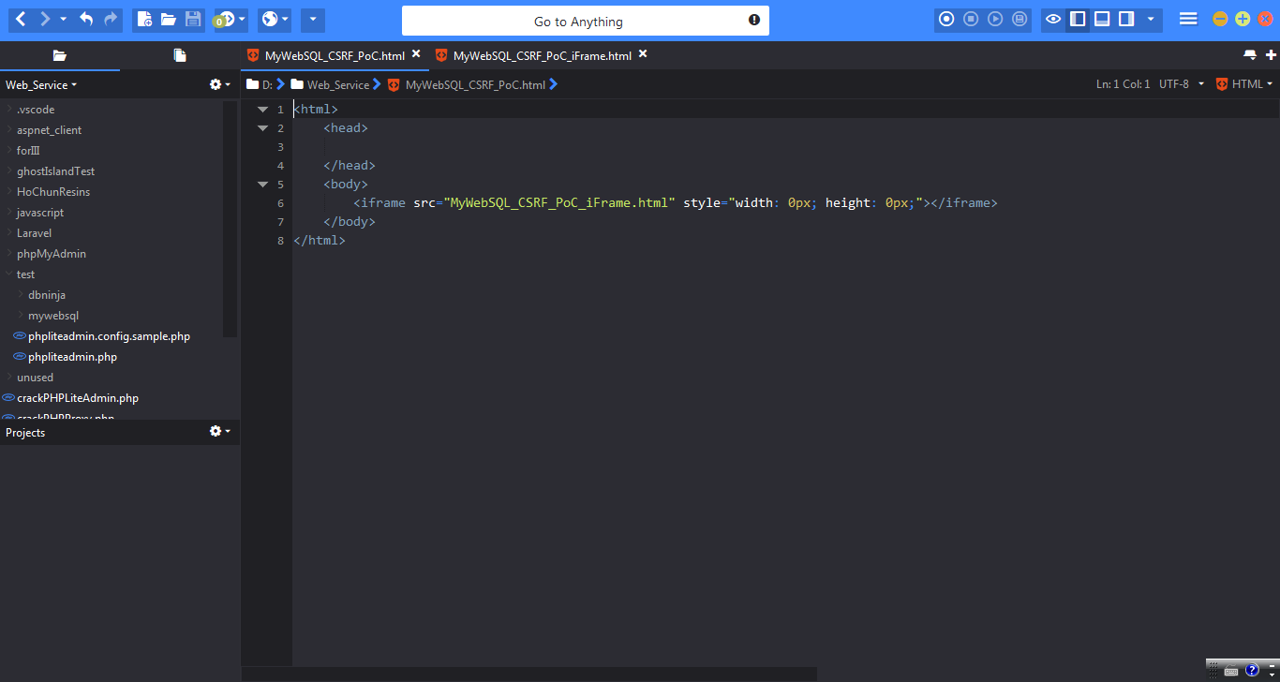 Go to Anything
0
MyWebSQL_CSRF_PoC.html
MyWebSQL_CSRF_PoC_iFrame.html
Web_Service
D:
Web_Service
MyWebSQL_CSRF_PoC.html
Ln: 1 Col: 1
UTF-8
HTML
.vscode
aspnet_client
forIII
ghostIslandTest
HoChunResins
javascript
Laravel
phpMyAdmin
test
dbninja
mywebsql
phpliteadmin.config.sample.php
phpliteadmin.php
unused
crackPHPLiteAdmin.php
crackPHPProxy.php
Projects
1 <html>
2 <head>
3
4 </head>
5 <body>
6 <iframe src="MyWebSQL_CSRF_PoC_iFrame.html" style="width: 0px; height: 0px;"></iframe>
7 </body>
8 </html>